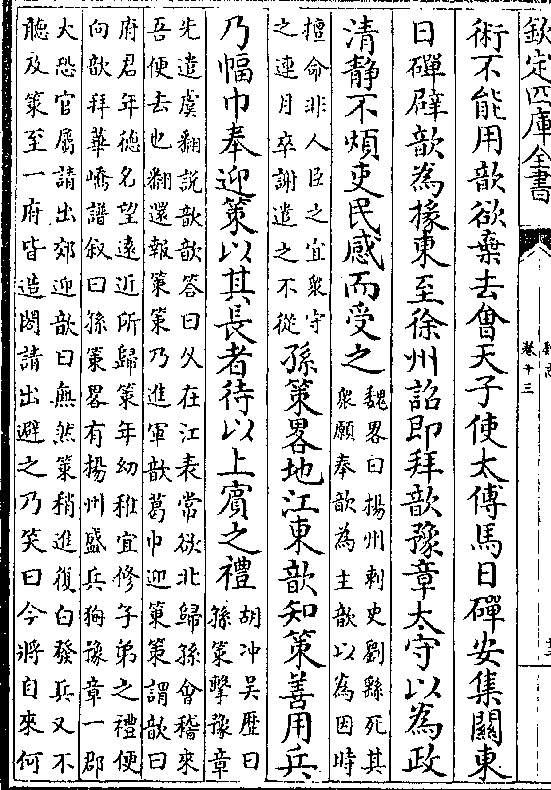 欽定四庫全書
卷十三
術不能用歆欲棄去會天子使太傅馬日磾安集關東
日磾辟歆為掾東至徐州詔即拜歆豫章太守以為政
清静不煩吏民感而受之
魏畧曰揚州刺史劉繇死其
衆願奉歆為主歆以為因時
擅命非人臣之宜衆守
之連月卒謝遣之不從
孫策畧地江東歆知策善用兵
乃幅巾奉迎策以其長者待以上賓之禮
胡冲吳歷曰
孫策擊豫章
先遣虞翻説歆歆答曰久在江表常欲北歸孫會稽來
吾便去也翻還報策策乃進軍歆葛巾迎策策謂歆曰
府君年徳名望逺近所歸策年幼稚宜修子弟之禮便
向歆拜華嶠譜叙曰孫策畧有揚州盛兵狥豫章一郡
大恐官屬請出郊迎歆曰無然策稍進復白發兵又不
聽及策至一府皆造閤請出避之乃笑曰今將自來何